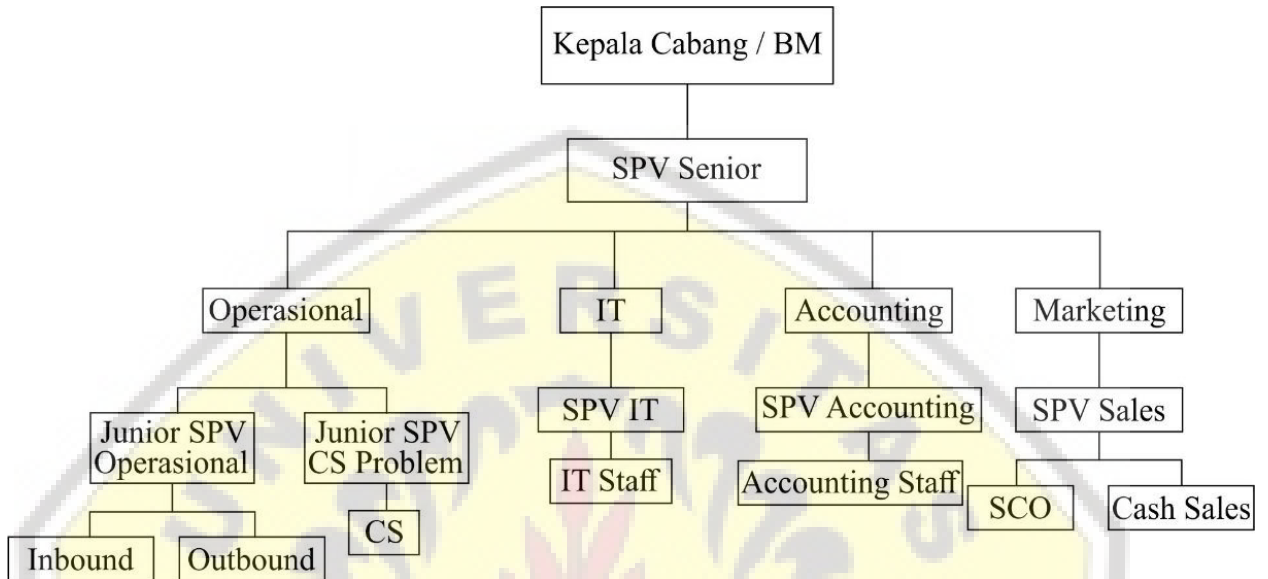 Kepala Cabang / BM
SPV Senior
Operasional
IT
Accounting
Marketing
Junior SPV
Operasional
Junior SPV
CS Problem
SPV IT
SPV Accounting
SPV Sales
IT Staff
Accounting Staff
SCO
Cash Sales
CS
Inbound
Outbound
UNIVERSITAS